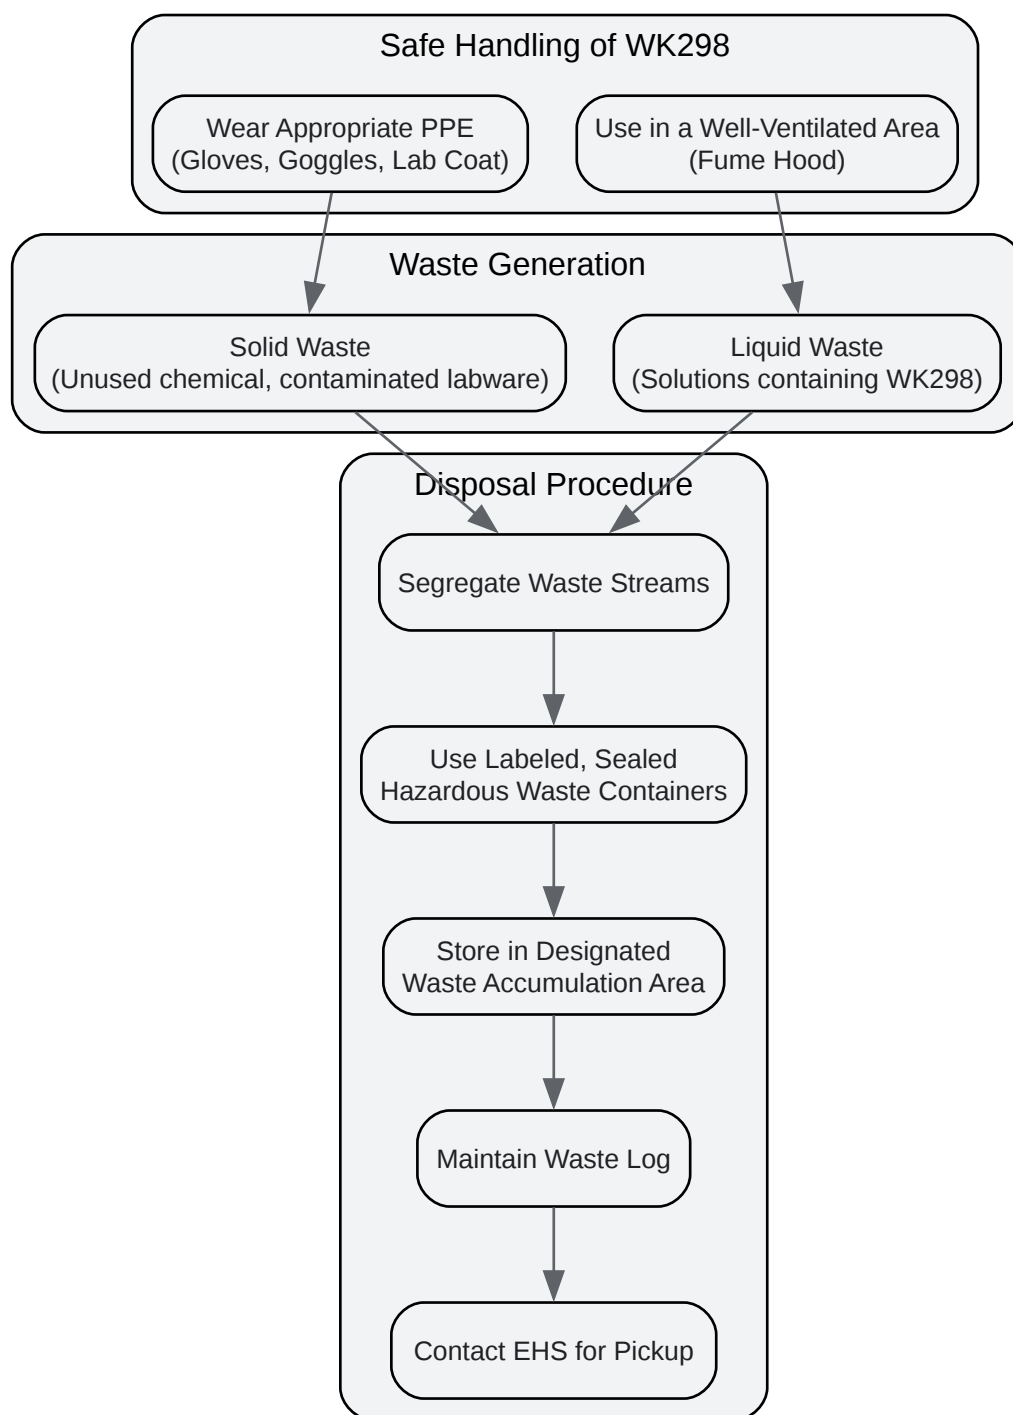 Safe Handling of WK298
Wear Appropriate PPE
(Gloves, Goggles, Lab Coat)
Use in a Well-Ventilated Area
(Fume Hood)
Waste Generation
Solid Waste
(Unused chemical, contaminated labware)
Liquid Waste
(Solutions containing WK298)
Disposal Procedure
Segregate Waste Streams
Use Labeled, Sealed
Hazardous Waste Containers
Store in Designated
Waste Accumulation Area
Maintain Waste Log
Contact EHS for Pickup